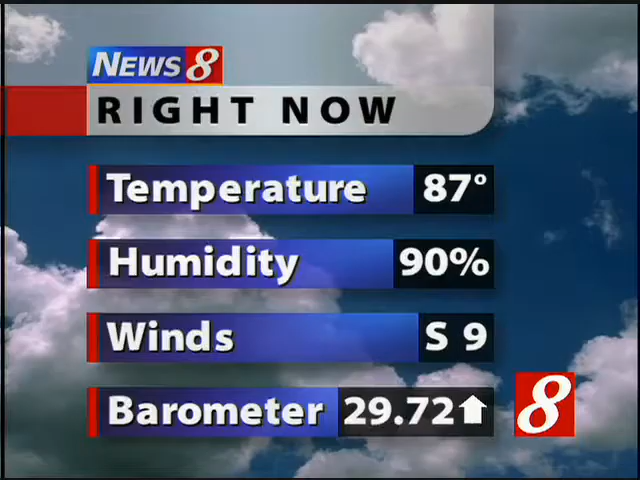 NEWS 8
RIGHT NOW
Temperature 87°
Humidity 90%
Winds S 9
Barometer 29.72⬆
8